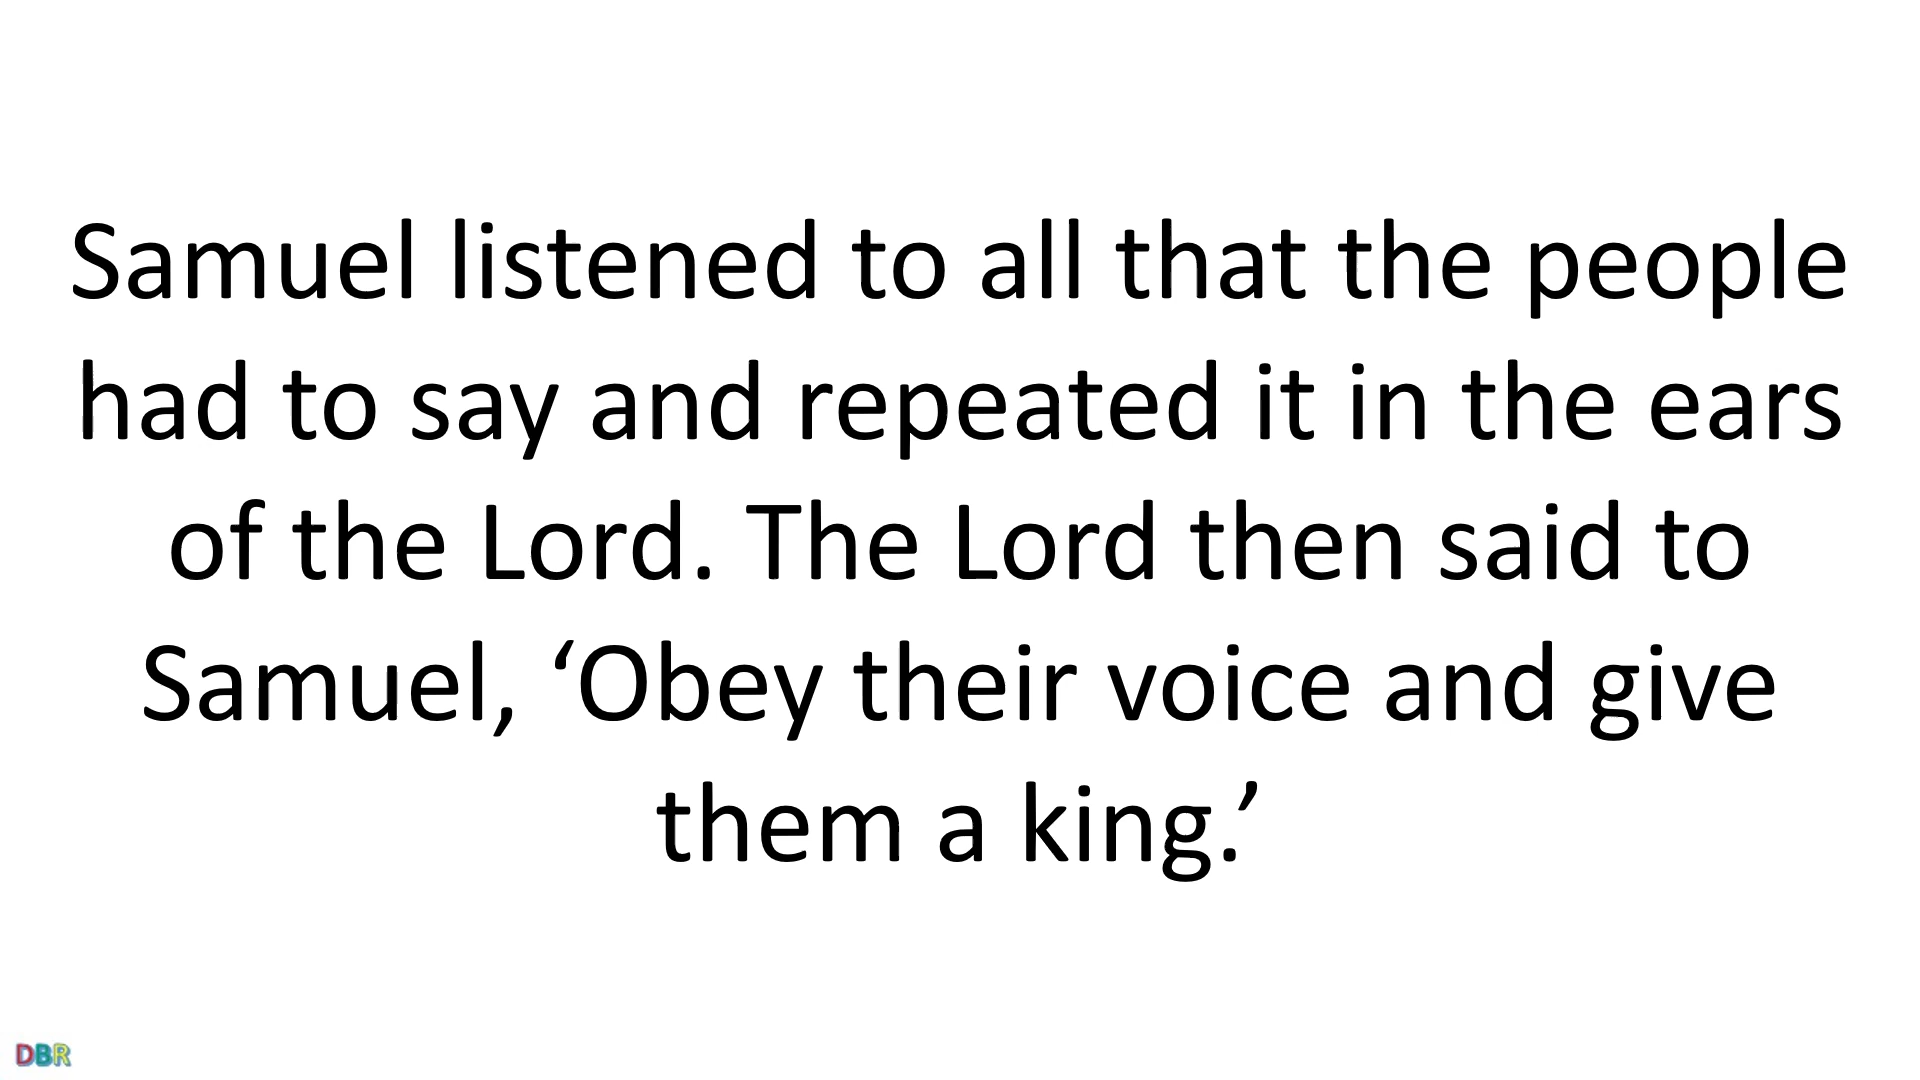 Samuel listened to all that the people
had to say and repeated it in the ears
of the Lord. The Lord then said to
Samuel, ‘Obey their voice and give
them a king.’
DBR